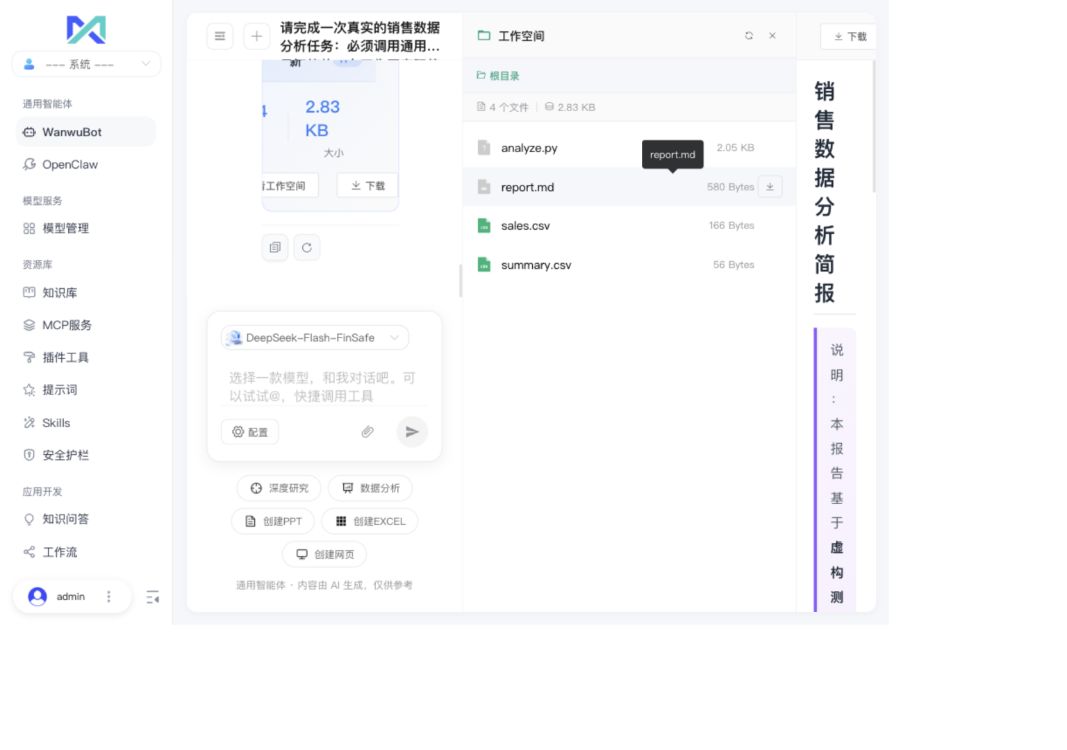 --- 系统 ---
通用智能体
WanwuBot
OpenClaw
模型服务
模型管理
资源库
知识库
MCP服务
插件工具
提示词
Skills
安全护栏
应用开发
知识问答
工作流
admin
请完成一次真实的销售数据
分析任务：必须调用通用...
新
4
2.83
KB
大小
工作空间
下载
DeepSeek-Flash-FinSafe
选择一款模型，和我对话吧。可
以试试@，快捷调用工具
配置
深度研究
数据分析
创建PPT
创建EXCEL
创建网页
通用智能体 · 内容由 AI 生成，仅供参考
工作空间
根目录
4 个文件
2.83 KB
analyze.py
2.05 KB
report.md
report.md
580 Bytes
sales.csv
166 Bytes
summary.csv
56 Bytes
下载
销
售
数
据
分
析
简
报
说
明
：
本
报
告
基
于
虚
构
测